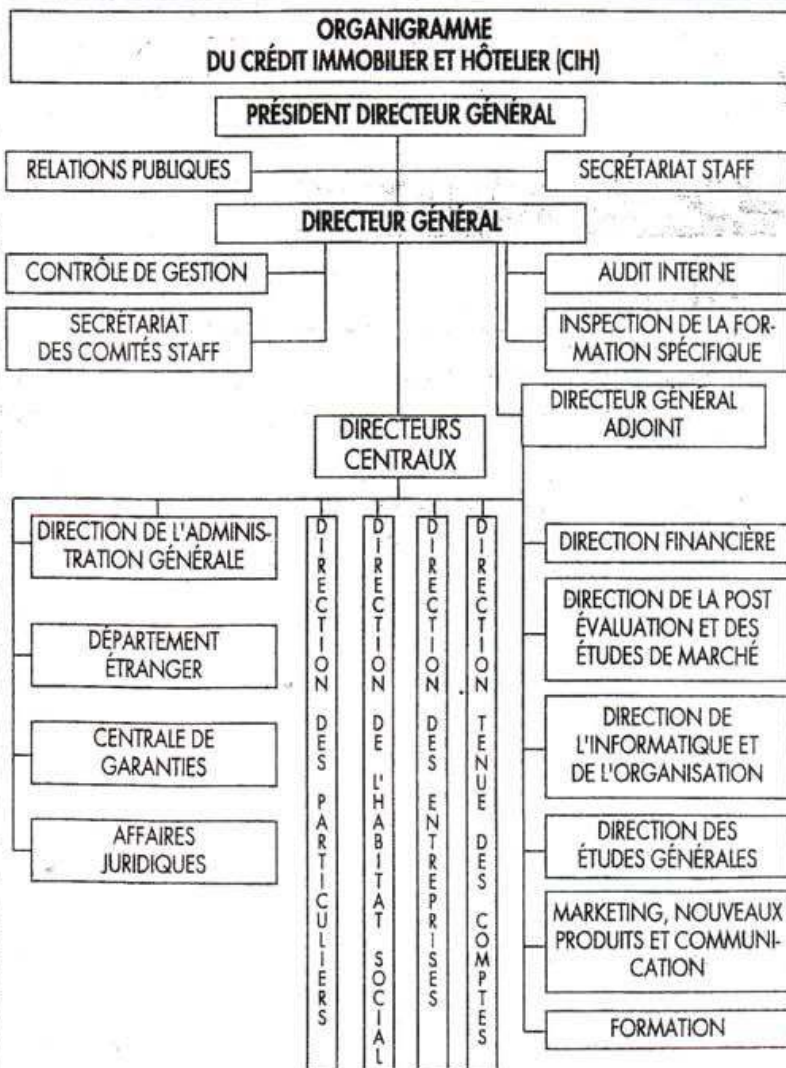 ORGANIGRAMME
DU CRÉDIT IMMOBILIER ET HÔTELIER (CIH)
PRÉSIDENT DIRECTEUR GÉNÉRAL
RELATIONS PUBLIQUES
SECRÉTARIAT STAFF
DIRECTEUR GÉNÉRAL
CONTRÔLE DE GESTION
AUDIT INTERNE
SECRÉTARIAT
DES COMITÉS STAFF
INSPECTION DE LA FOR-
MATION SPÉCIFIQUE
DIRECTEUR GÉNÉRAL
ADJOINT
DIRECTEURS
CENTRAUX
DIRECTION DE L'ADMINIS-
TRATION GÉNÉRALE
DÉPARTEMENT
ÉTRANGER
CENTRALE DE
GARANTIES
AFFAIRES
JURIDIQUES
DIRECTION DES PARTICULIERS
DIRECTION DE L'HABITAT SOCIAL
DIRECTION DES ENTREPRISES
DIRECTION TENUE DES COMPTES
DIRECTION FINANCIÈRE
DIRECTION DE LA POST
ÉVALUATION ET DES
ÉTUDES DE MARCHÉ
DIRECTION DE
L'INFORMATIQUE ET
DE L'ORGANISATION
DIRECTION DES
ÉTUDES GÉNÉRALES
MARKETING, NOUVEAUX
PRODUITS ET COMMUNI-
CATION
FORMATION